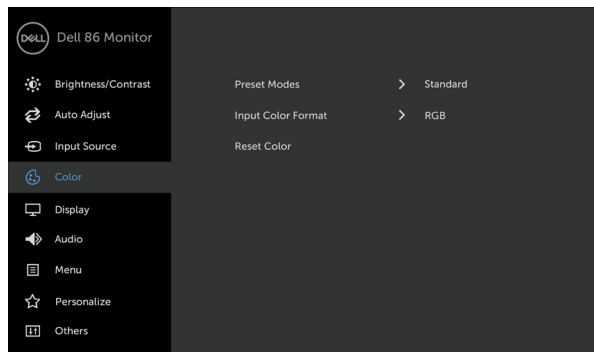 DELL Dell 86 Monitor
Brightness/Contrast
Preset Modes > Standard
Auto Adjust
Input Color Format > RGB
Input Source
Reset Color
Color
Display
Audio
Menu
Personalize
Others